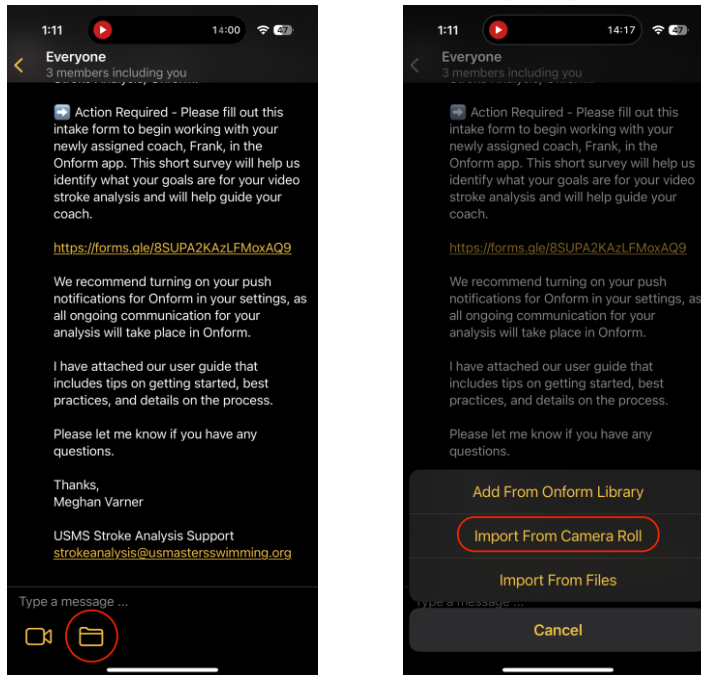 1:11
14:00
47
Everyone
3 members including you
➡️ Action Required - Please fill out this
intake form to begin working with your
newly assigned coach, Frank, in the
Onform app. This short survey will help us
identify what your goals are for your video
stroke analysis and will help guide your
coach.
https://forms.gle/8SUPA2KAzLFMoxAQ9
We recommend turning on your push
notifications for Onform in your settings, as
all ongoing communication for your
analysis will take place in Onform.
I have attached our user guide that
includes tips on getting started, best
practices, and details on the process.
Please let me know if you have any
questions.
Thanks,
Meghan Varner
USMS Stroke Analysis Support
strokeanalysis@usmastersswimming.org
Type a message ...
1:11
14:17
47
Everyone
3 members including you
➡️ Action Required - Please fill out this
intake form to begin working with your
newly assigned coach, Frank, in the
Onform app. This short survey will help us
identify what your goals are for your video
stroke analysis and will help guide your
coach.
https://forms.gle/8SUPA2KAzLFMoxAQ9
We recommend turning on your push
notifications for Onform in your settings, as
all ongoing communication for your
analysis will take place in Onform.
I have attached our user guide that
includes tips on getting started, best
practices, and details on the process.
Please let me know if you have any
questions.
Add From Onform Library
Import From Camera Roll
Import From Files
Type a message ...
Cancel